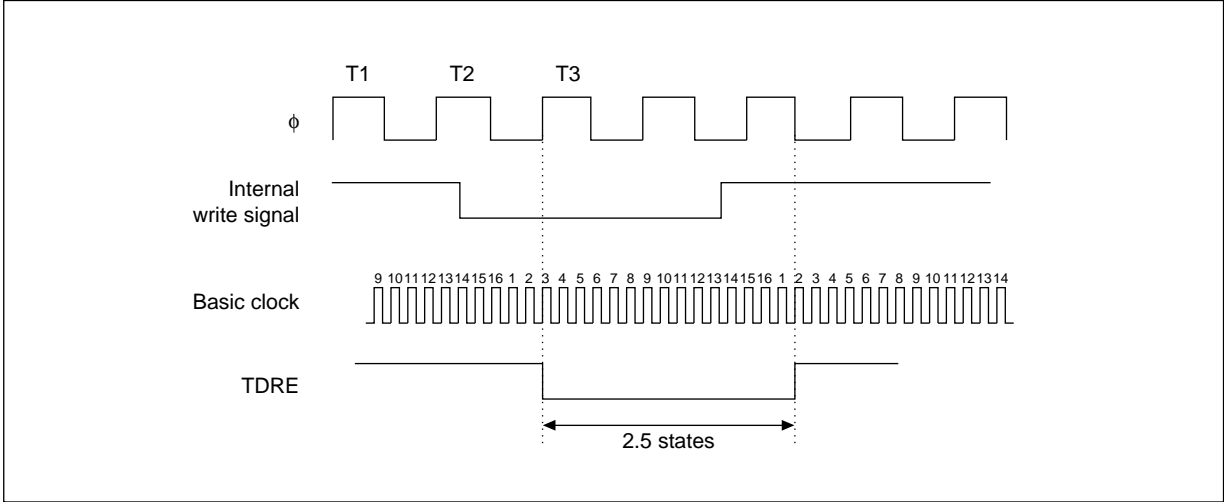 T1 T2 T3
ϕ
Internal
write signal
9 10 11 12 13 14 15 16 1 2 3 4 5 6 7 8 9 10 11 12 13 14 15 16 1 2 3 4 5 6 7 8 9 10 11 12 13 14
Basic clock
TDRE
2.5 states